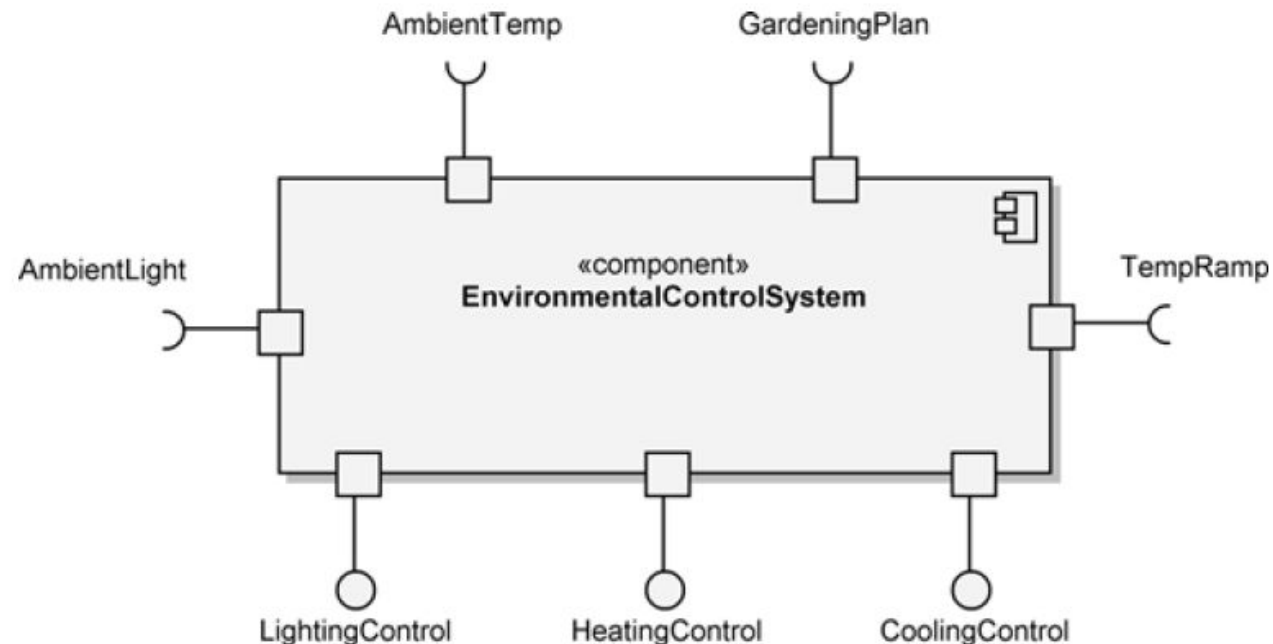 AmbientTemp
GardeningPlan
AmbientLight
«component»
EnvironmentalControlSystem
TempRamp
LightingControl
HeatingControl
CoolingControl